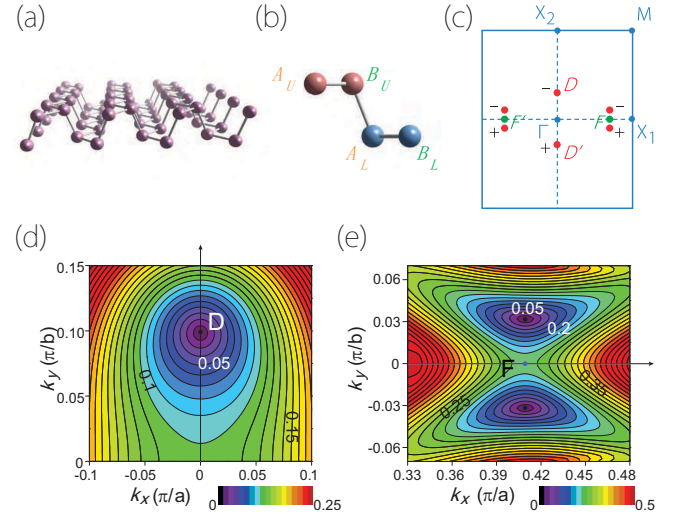 (a)
(b)
(c)
A_U
B_U
A_L
B_L
X_2
M
− D
− −
F' Γ F X_1
+ +
+ D'
(d)
(e)
k_y (π/b)
0.15
0.10
0.05
0
D
0.05
0.1
0.15
-0.1 -0.05 0 0.05 0.1
k_x (π/a)
0 0.25
k_y (π/b)
0.06
0.03
0
-0.03
-0.06
0.05
0.2
F
0.25
0.35
0.33 0.36 0.39 0.42 0.45 0.48
k_x (π/a)
0 0.5